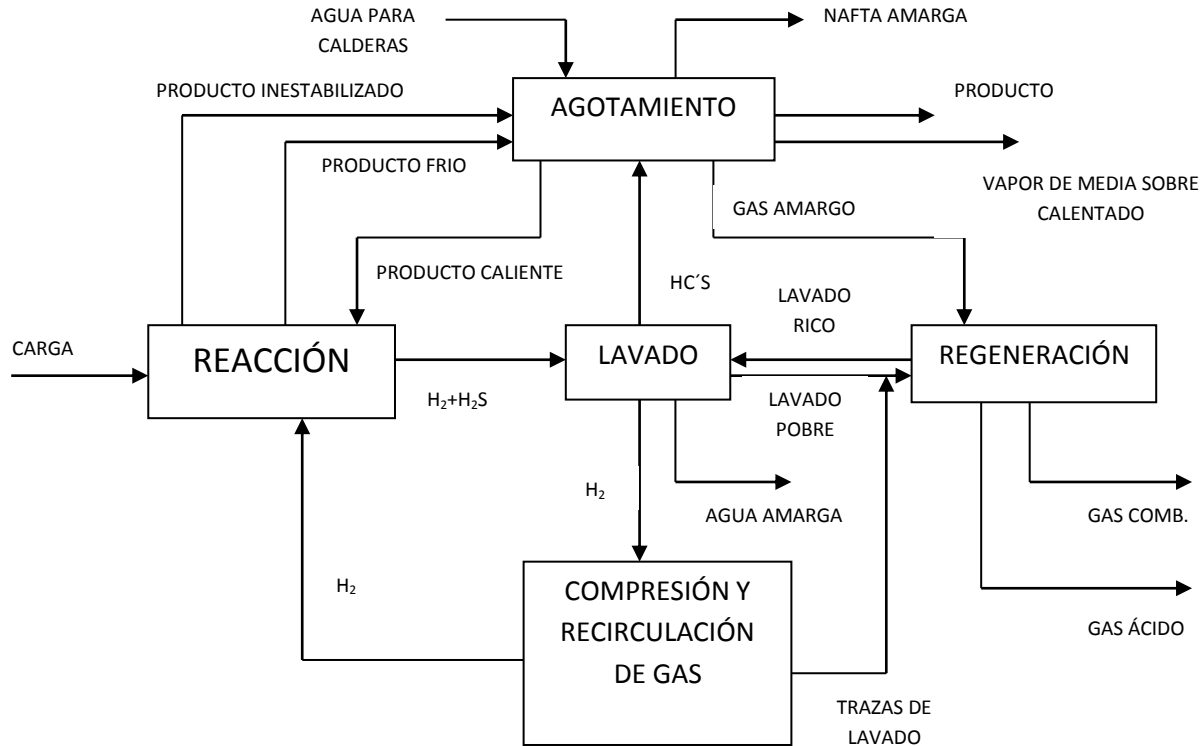 AGUA PARA
CALDERAS
NAFTA AMARGA
PRODUCTO INESTABILIZADO
AGOTAMIENTO
PRODUCTO
PRODUCTO FRIO
VAPOR DE MEDIA SOBRE
CALENTADO
GAS AMARGO
PRODUCTO CALIENTE
HC´S
LAVADO
RICO
CARGA
REACCIÓN
LAVADO
REGENERACIÓN
H₂+H₂S
LAVADO
POBRE
H₂
AGUA AMARGA
GAS COMB.
H₂
COMPRESIÓN Y
RECIRCULACIÓN
DE GAS
GAS ÁCIDO
TRAZAS DE
LAVADO